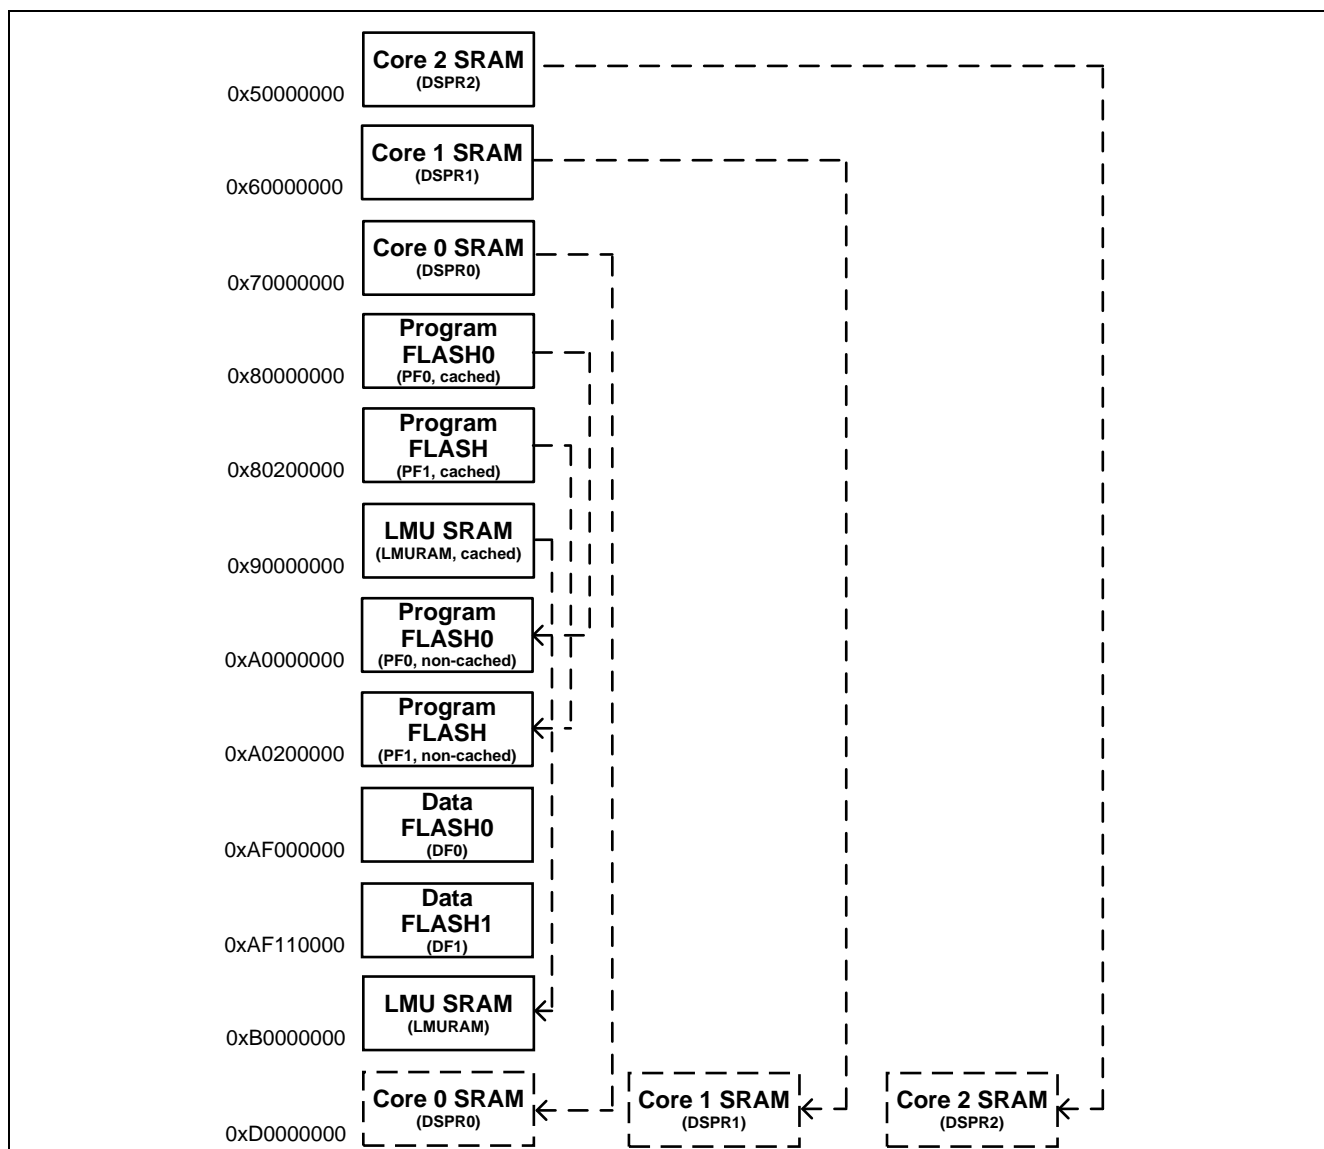 Core 2 SRAM
(DSPR2)
0x50000000
Core 1 SRAM
(DSPR1)
0x60000000
Core 0 SRAM
(DSPR0)
0x70000000
Program
FLASH0
(PF0, cached)
0x80000000
Program
FLASH
(PF1, cached)
0x80200000
LMU SRAM
(LMURAM, cached)
0x90000000
Program
FLASH0
(PF0, non-cached)
0xA0000000
Program
FLASH
(PF1, non-cached)
0xA0200000
Data
FLASH0
(DF0)
0xAF000000
Data
FLASH1
(DF1)
0xAF110000
LMU SRAM
(LMURAM)
0xB0000000
Core 0 SRAM
(DSPR0)
0xD0000000
Core 1 SRAM
(DSPR1)
Core 2 SRAM
(DSPR2)